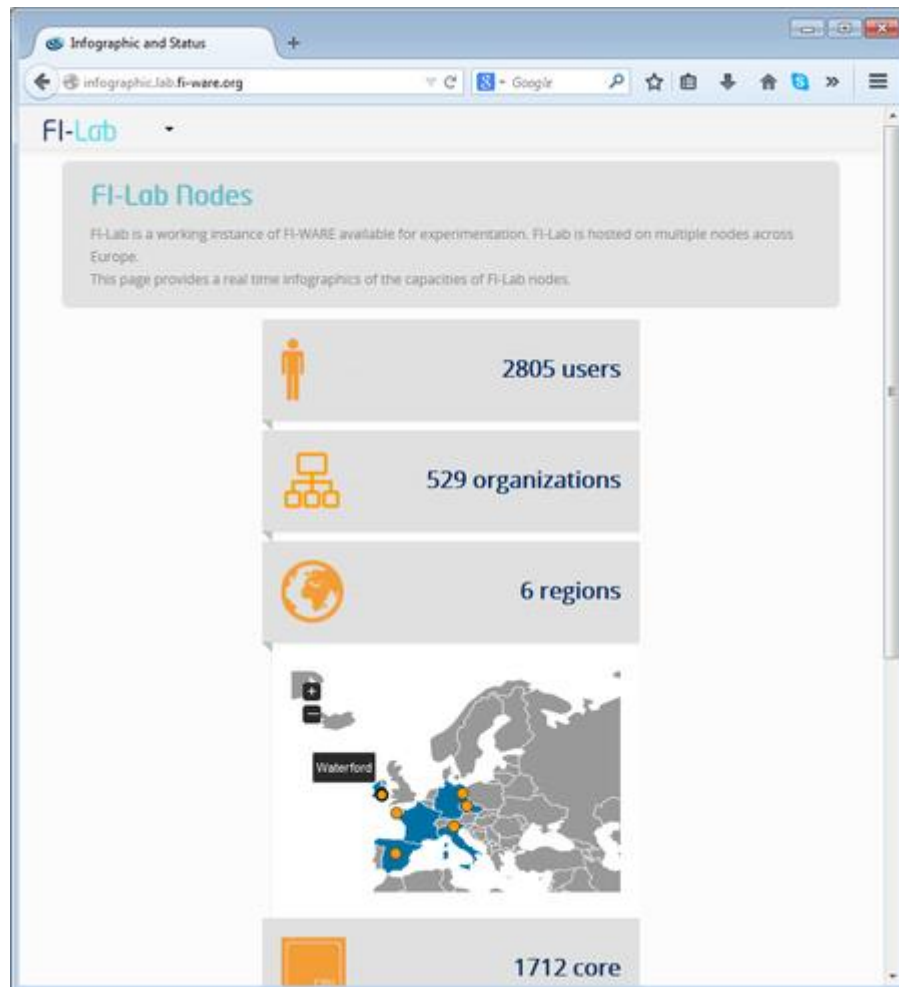 Infographic and Status
infographic.lab.fi-ware.org
Google
FI-Lab
FI-Lab Nodes
FI-Lab is a working instance of FI-WARE available for experimentation. FI-Lab is hosted on multiple nodes across
Europe.
This page provides a real time infographics of the capacities of FI-Lab nodes.
2805 users
529 organizations
6 regions
+
−
Waterford
1712 core